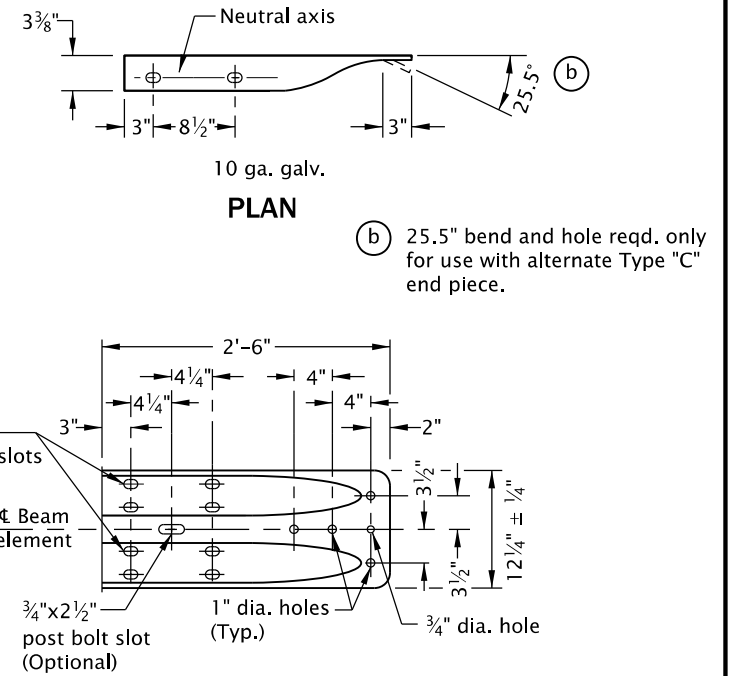 3⅜"
Neutral axis
25.5°
b
3"
8½"
3"
10 ga. galv.
PLAN
b 25.5" bend and hole reqd. only
for use with alternate Type "C"
end piece.
2'-6"
4¼"
4"
4¼"
4"
3"
2"
slots
3½"
℄ Beam
element
12¼" ± ¼"
3½"
¾"x2½"
post bolt slot
(Optional)
1" dia. holes
(Typ.)
¾" dia. hole